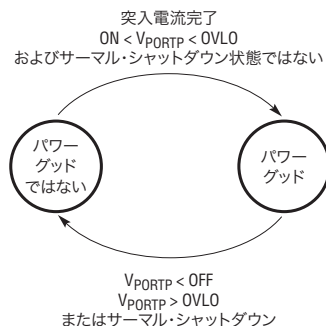 突入電流完了
ON < VPORTP < OVLO
およびサーマル・シャットダウン状態ではない
パワー
グッド
ではない
パワー
グッド
VPORTP < OFF
VPORTP > OVLO
またはサーマル・シャットダウン